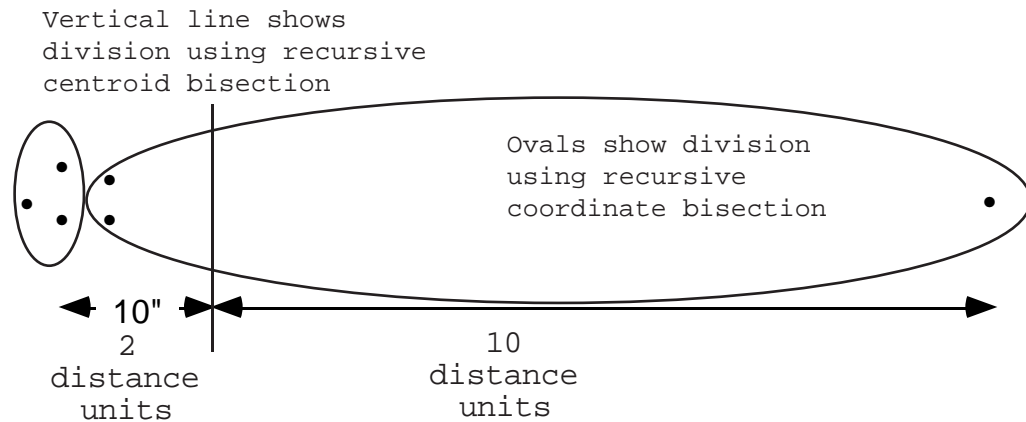 Vertical line shows
division using recursive
centroid bisection
Ovals show division
using recursive
coordinate bisection
10"
2
distance
units
10
distance
units